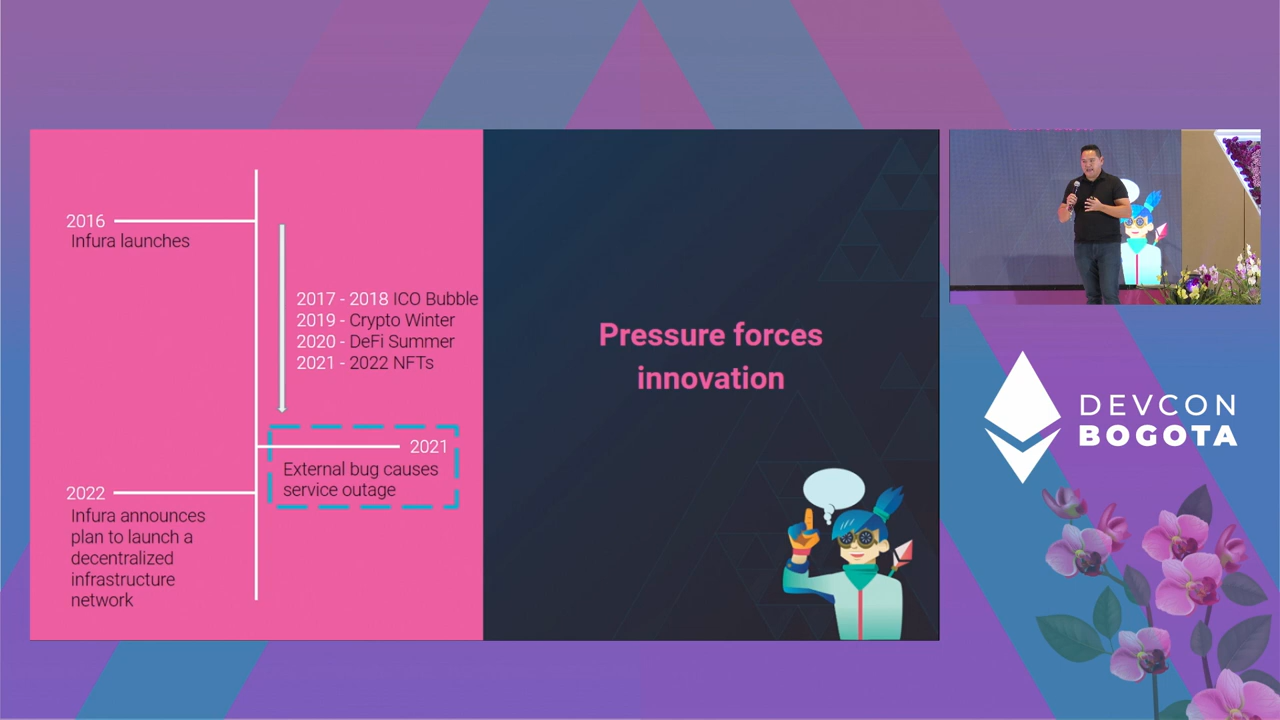 2016
Infura launches
2017 - 2018 ICO Bubble
2019 - Crypto Winter
2020 - DeFi Summer
2021 - 2022 NFTs
2021
External bug causes
service outage
2022
Infura announces
plan to launch a
decentralized
infrastructure
network
Pressure forces
innovation
DEVCON
BOGOTA